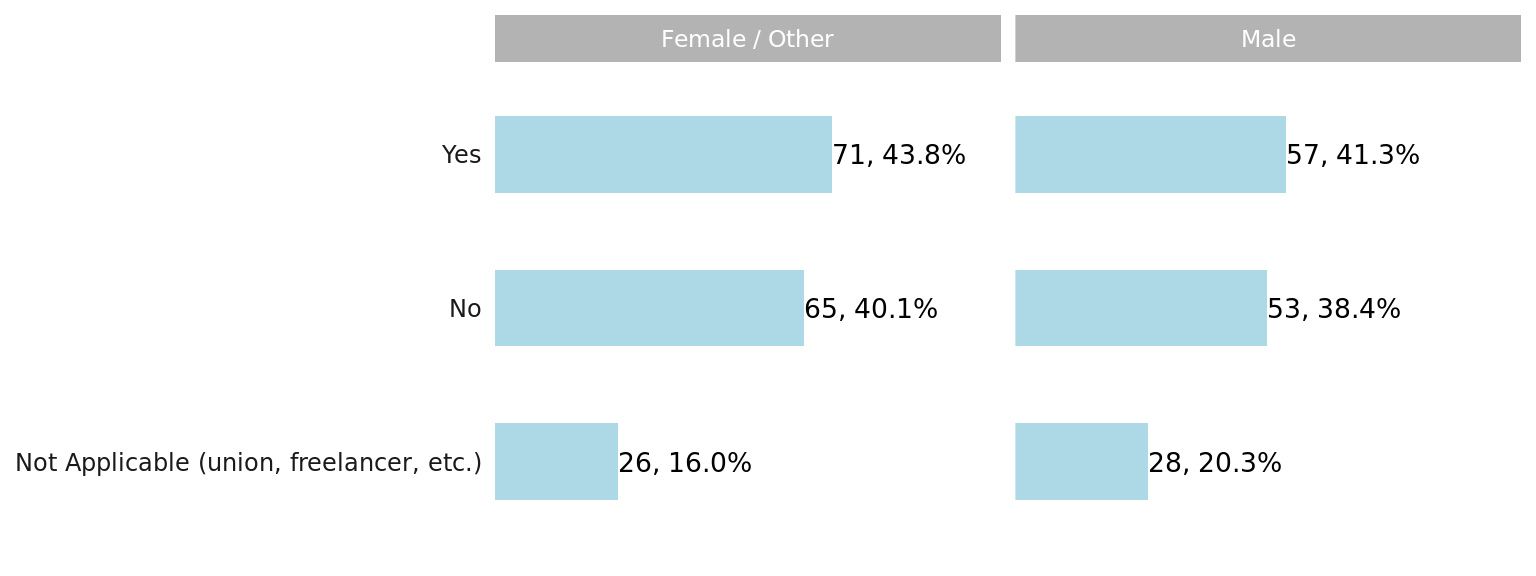 Female / Other
Male
Yes
71, 43.8%
57, 41.3%
No
65, 40.1%
53, 38.4%
Not Applicable (union, freelancer, etc.)
26, 16.0%
28, 20.3%